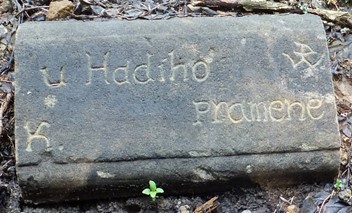 u Hadího
pramene
K.